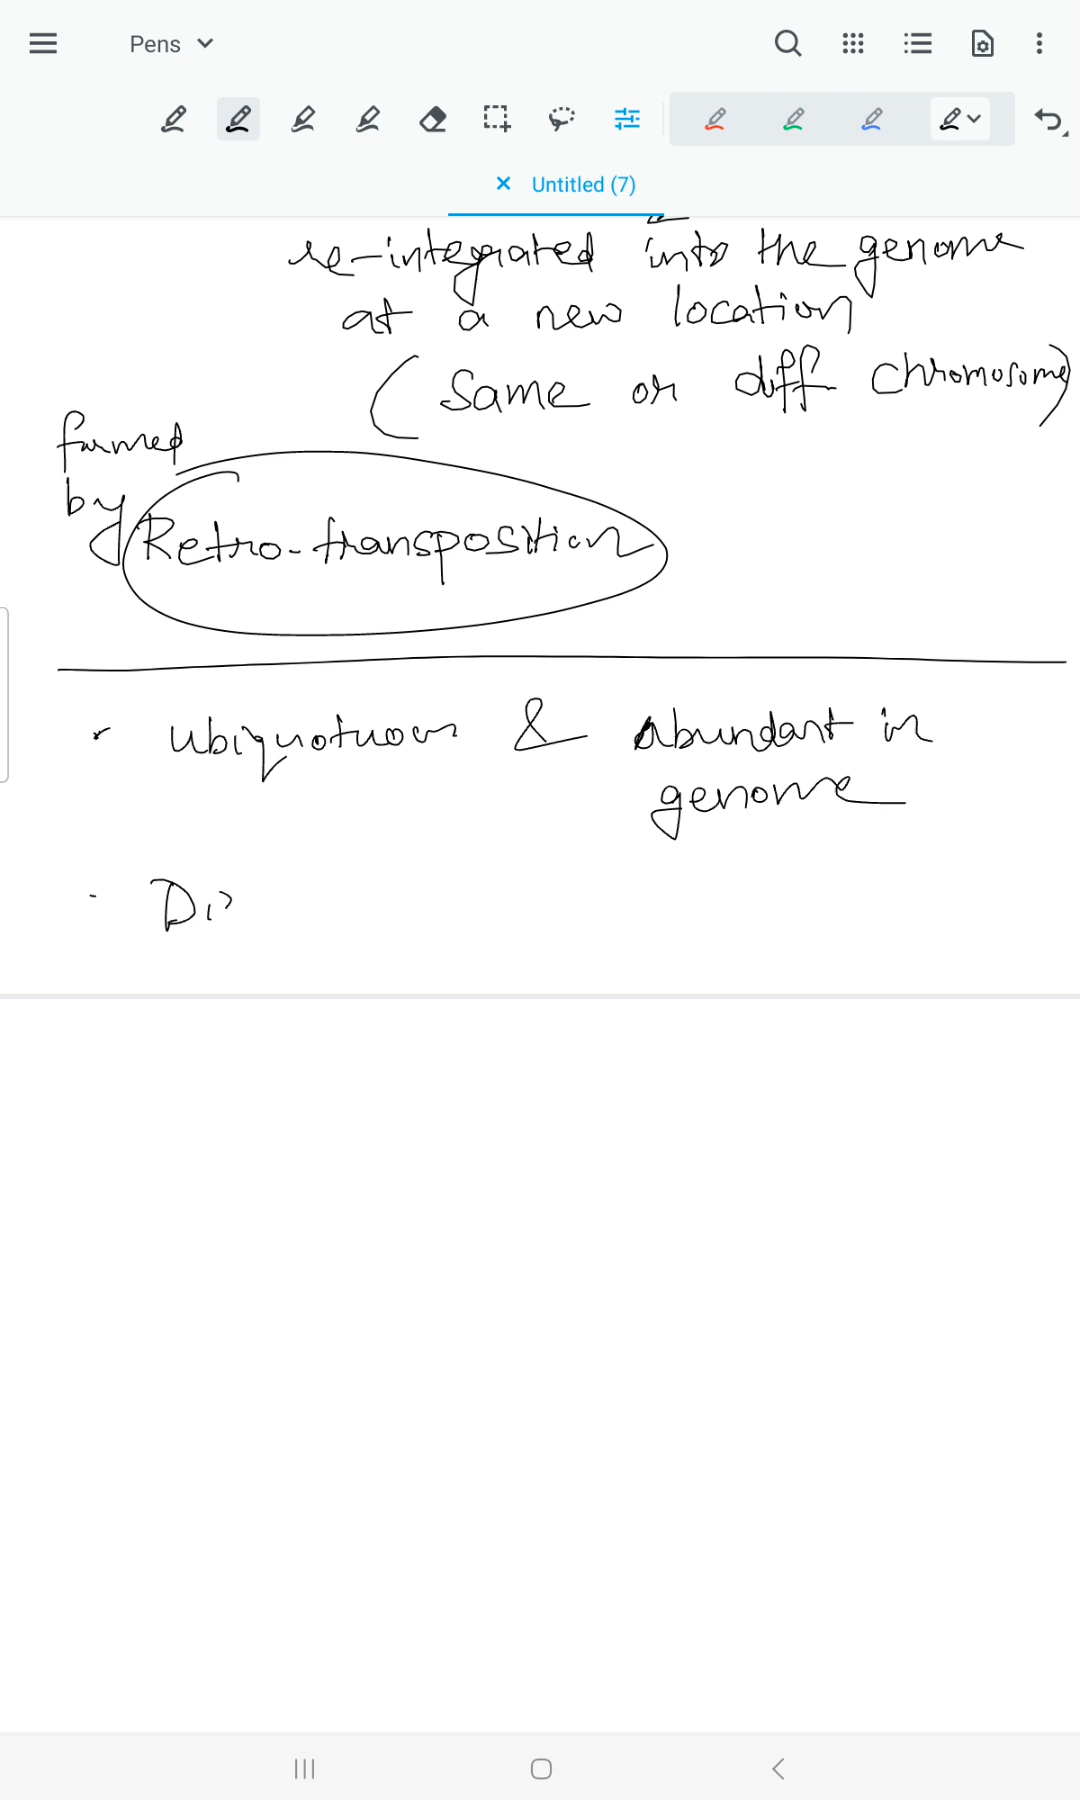 Pens
Untitled (7)
re-integrated into the genome
at a new location
(Same or diff chromosome)
formed
by Retro-transposition
ubiquotuous & Abundant in
genome
Dis